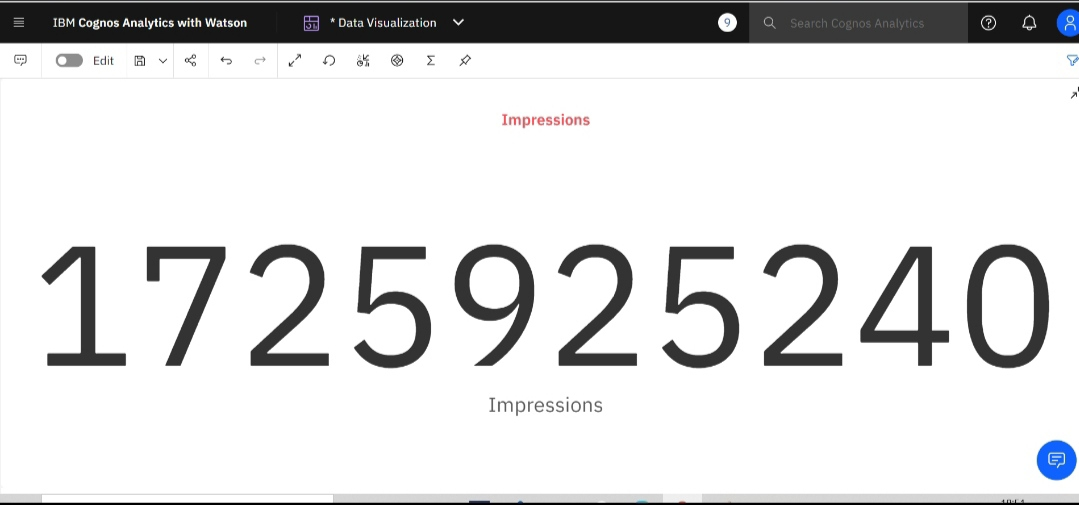 IBM Cognos Analytics with Watson
* Data Visualization
9
Search Cognos Analytics
Edit
Impressions
1725925240
Impressions